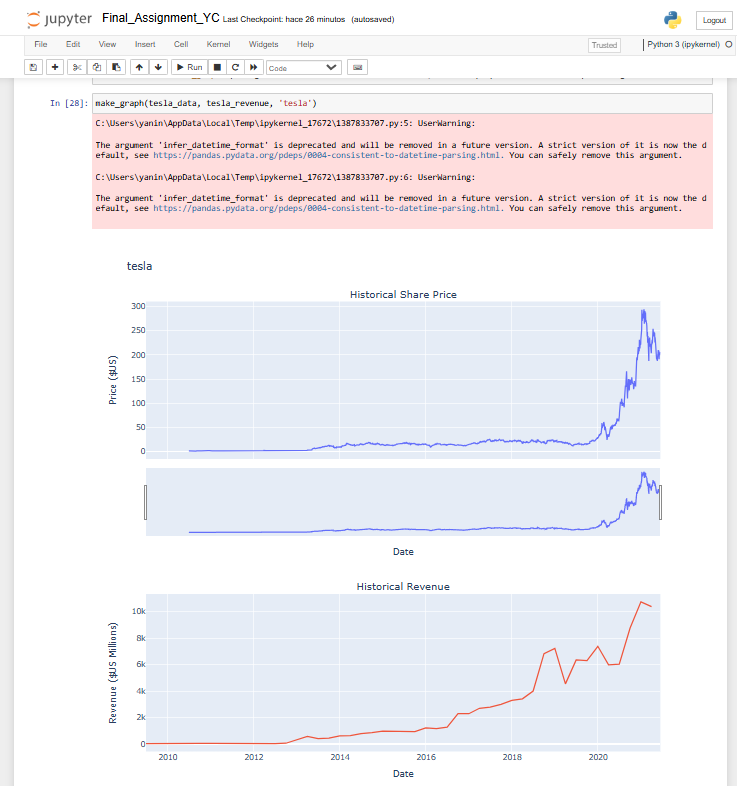 jupyter Final_Assignment_YC Last Checkpoint: hace 26 minutos (autosaved)
Logout
File Edit View Insert Cell Kernel Widgets Help
Trusted
Python 3 (ipykernel)
Run
Code
In [28]: make_graph(tesla_data, tesla_revenue, 'tesla')
C:\Users\yanin\AppData\Local\Temp\ipykernel_17672\1387833707.py:5: UserWarning:
The argument 'infer_datetime_format' is deprecated and will be removed in a future version. A strict version of it is now the d
efault, see https://pandas.pydata.org/pdeps/0004-consistent-to-datetime-parsing.html. You can safely remove this argument.
C:\Users\yanin\AppData\Local\Temp\ipykernel_17672\1387833707.py:6: UserWarning:
The argument 'infer_datetime_format' is deprecated and will be removed in a future version. A strict version of it is now the d
efault, see https://pandas.pydata.org/pdeps/0004-consistent-to-datetime-parsing.html. You can safely remove this argument.
tesla
Historical Share Price
Price ($US)
300
250
200
150
100
50
0
Date
Historical Revenue
Revenue ($US Millions)
10k
8k
6k
4k
2k
0
2010 2012 2014 2016 2018 2020
Date